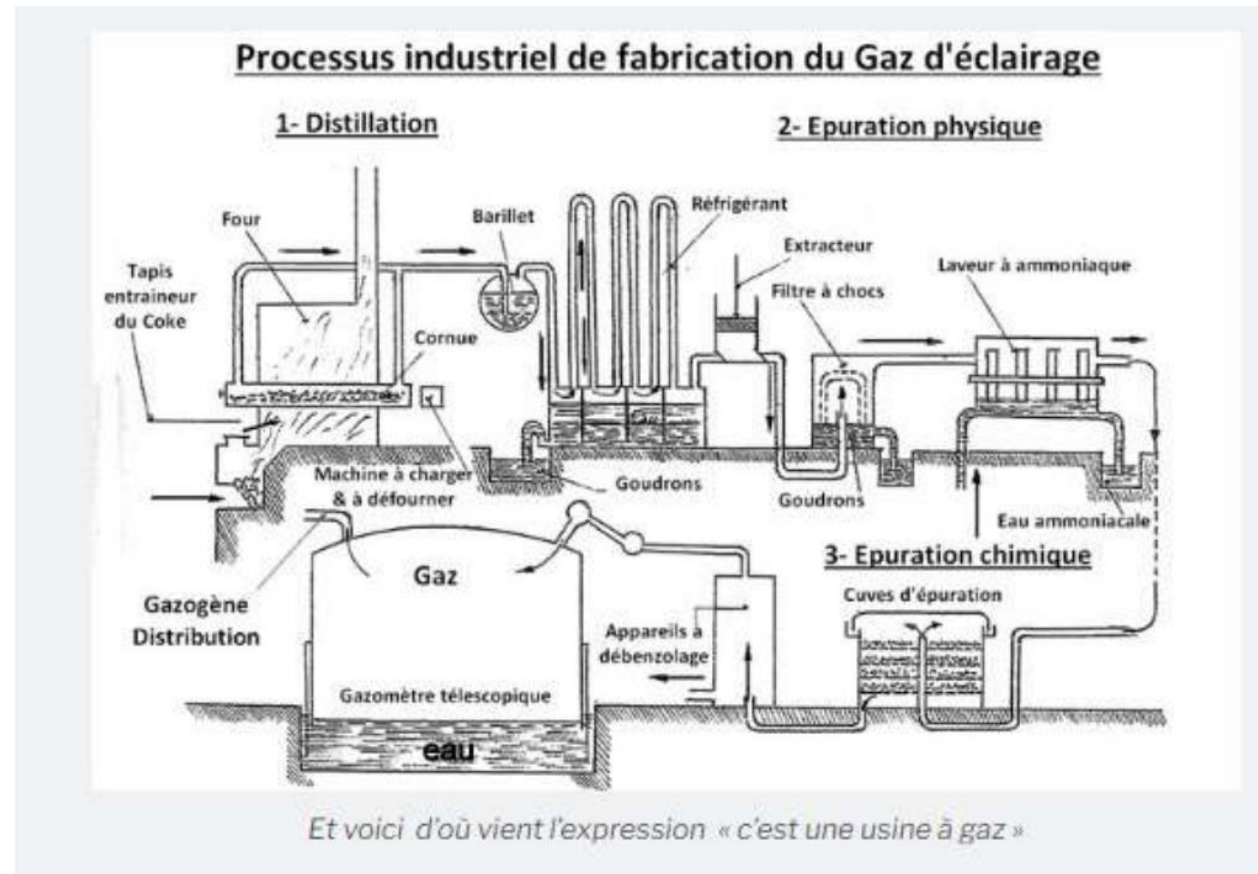 Processus industriel de fabrication du Gaz d'éclairage
1- Distillation
2- Epuration physique
Four
Barillet
Réfrigérant
Extracteur
Filtre à chocs
Laveur à ammoniaque
Tapis
entraineur
du Coke
Cornue
Machine à charger
& à défourner
Goudrons
Goudrons
Eau ammoniacale
3- Epuration chimique
Cuves d'épuration
Gaz
Gazogène
Distribution
Appareils a
débenzolage
Gazomètre télescopique
eau
Et voici d'où vient l'expression « c'est une usine à gaz »